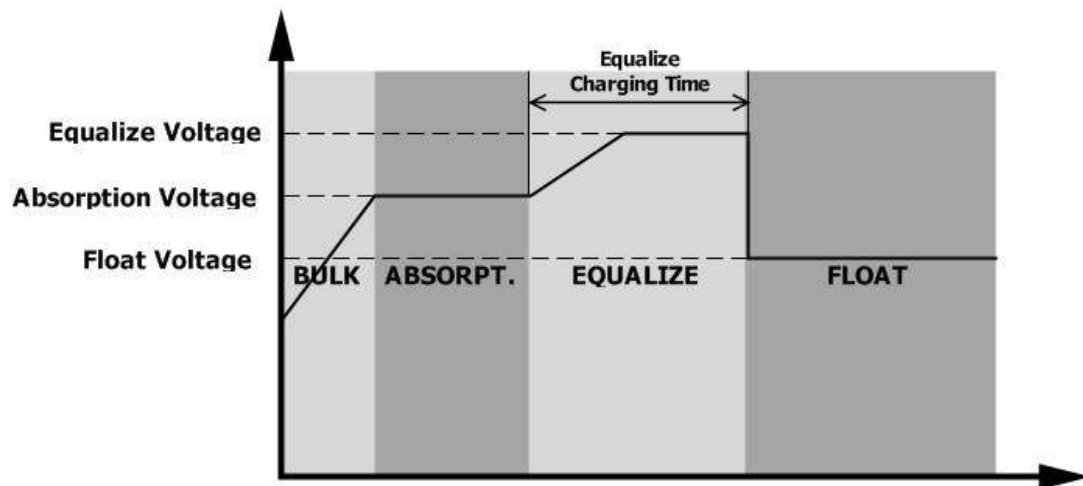 Equalize
Charging Time
Equalize Voltage
Absorption Voltage
Float Voltage
BULK
ABSORPT.
EQUALIZE
FLOAT